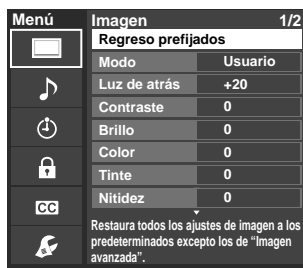 Menú
Imagen 1/2
Regreso prefijados
Modo Usuario
Luz de atrás +20
Contraste 0
Brillo 0
Color 0
Tinte 0
Nitidez 0
CC
Restaura todos los ajustes de imagen a los
predeterminados excepto los de “Imagen
avanzada”.